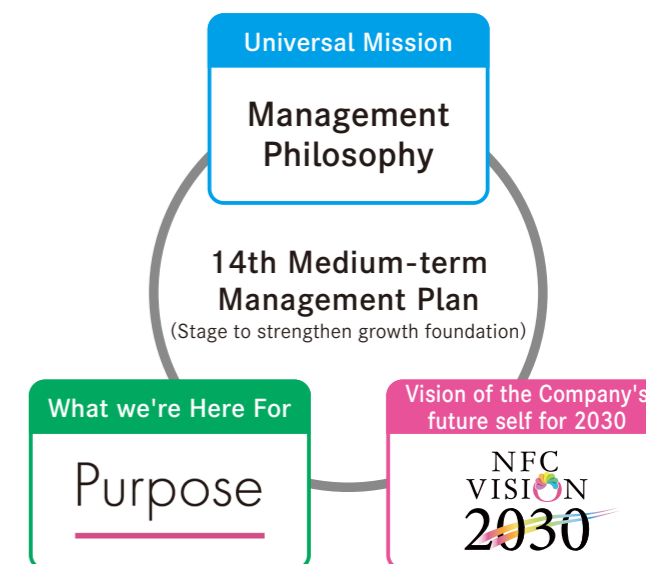 Universal Mission
Management
Philosophy
14th Medium-term
Management Plan
(Stage to strengthen growth foundation)
What we're Here For
Purpose
Vision of the Company's
future self for 2030
NFC
VISION
2030